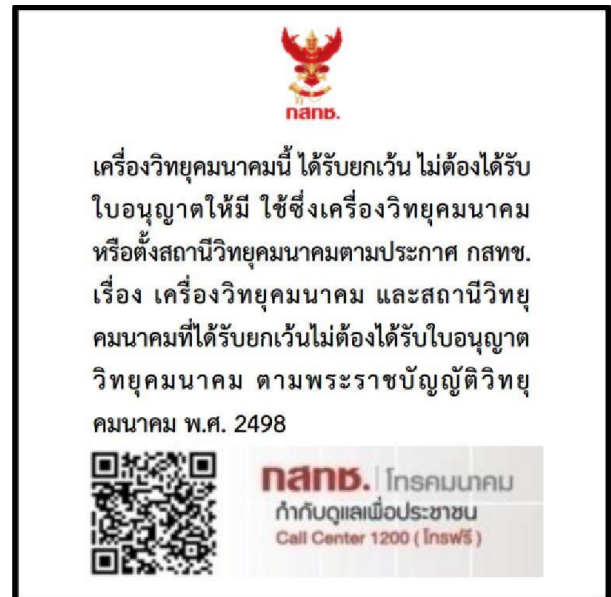 กสทช.
เครื่องวิทยุคมนาคมนี้ ได้รับยกเว้น ไม่ต้องได้รับ
ใบอนุญาตให้มี ใช้ซึ่งเครื่องวิทยุคมนาคม
หรือตั้งสถานีวิทยุคมนาคมตามประกาศ กสทช.
เรื่อง เครื่องวิทยุคมนาคม และสถานีวิทยุ
คมนาคมที่ได้รับยกเว้นไม่ต้องได้รับใบอนุญาต
วิทยุคมนาคม ตามพระราชบัญญัติวิทยุ
คมนาคม พ.ศ. 2498
กสทช. | โทรคมนาคม
กำกับดูแลเพื่อประชาชน
Call Center 1200 (โทรฟรี)